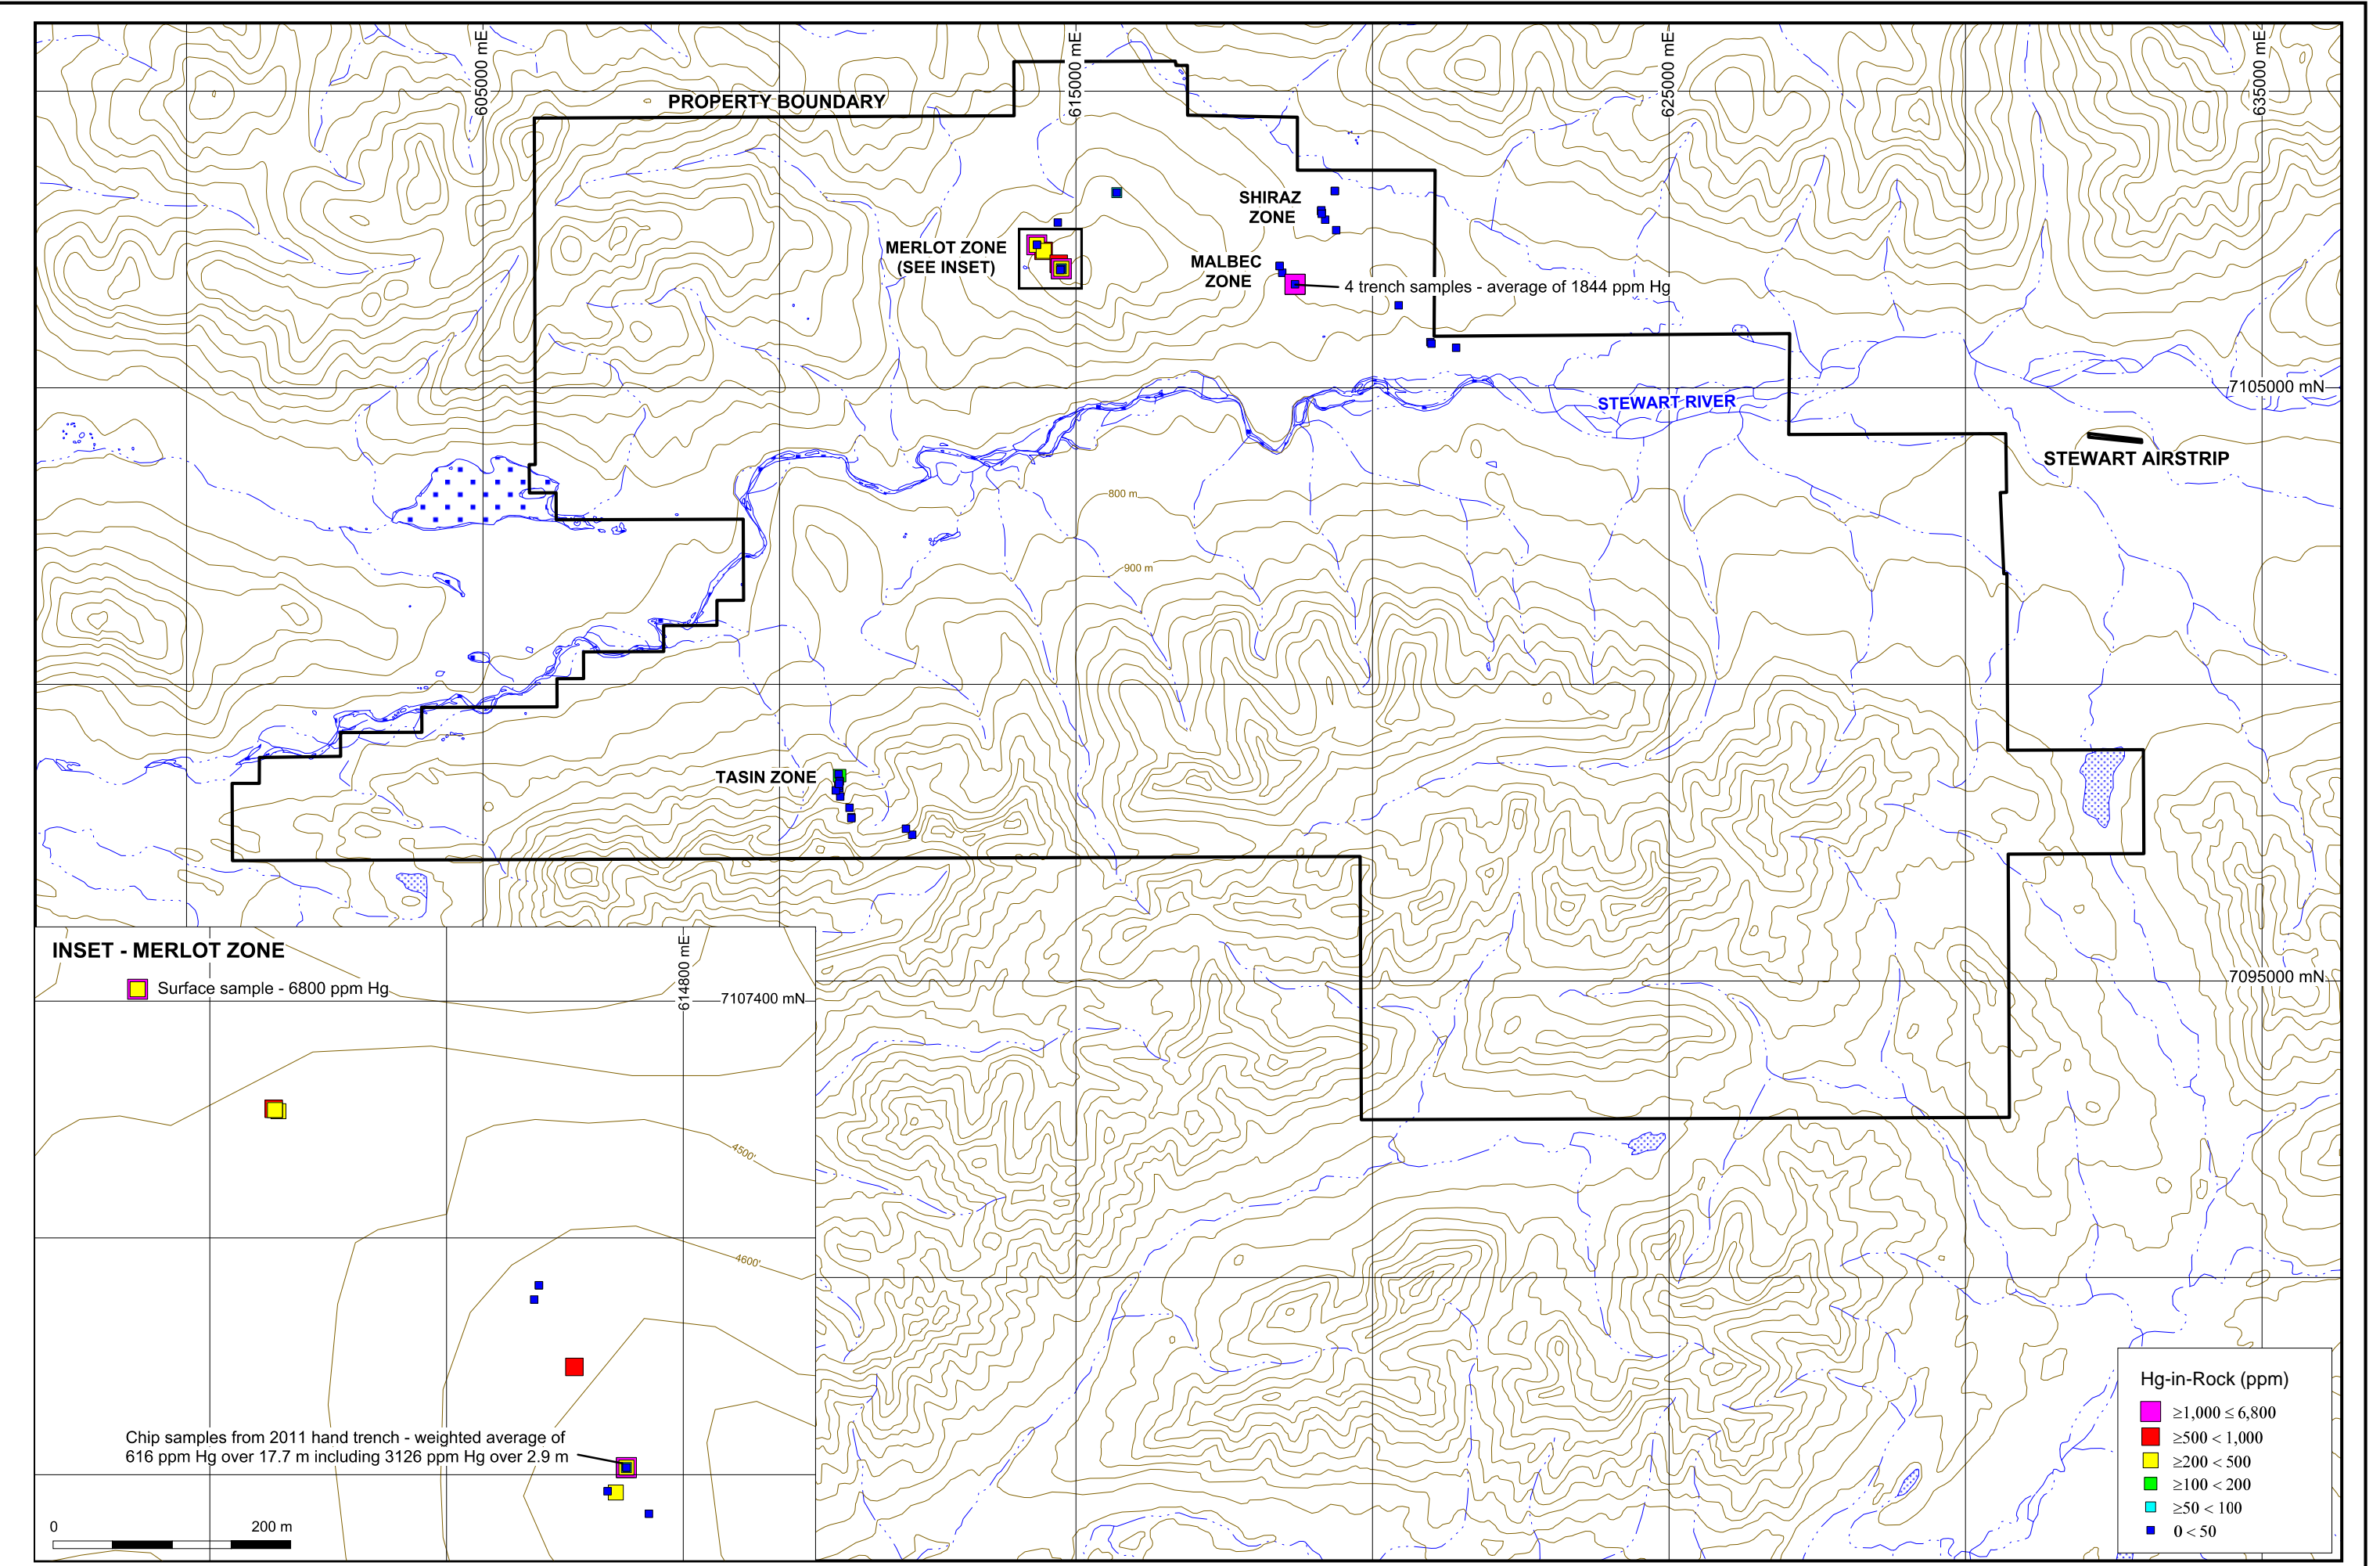 605000 mE
615000 mE
625000 mE
635000 mE
PROPERTY BOUNDARY
SHIRAZ
ZONE
MERLOT ZONE
(SEE INSET)
MALBEC
ZONE
4 trench samples - average of 1844 ppm Hg
7105000 mN
STEWART RIVER
STEWART AIRSTRIP
800 m
900 m
TASIN ZONE
7095000 mN
INSET - MERLOT ZONE
Surface sample - 6800 ppm Hg
614800 mE
7107400 mN
4500'
4600'
Chip samples from 2011 hand trench - weighted average of
616 ppm Hg over 17.7 m including 3126 ppm Hg over 2.9 m
0 200 m
Hg-in-Rock (ppm)
≥1,000 ≤ 6,800
≥500 < 1,000
≥200 < 500
≥100 < 200
≥50 < 100
0 < 50